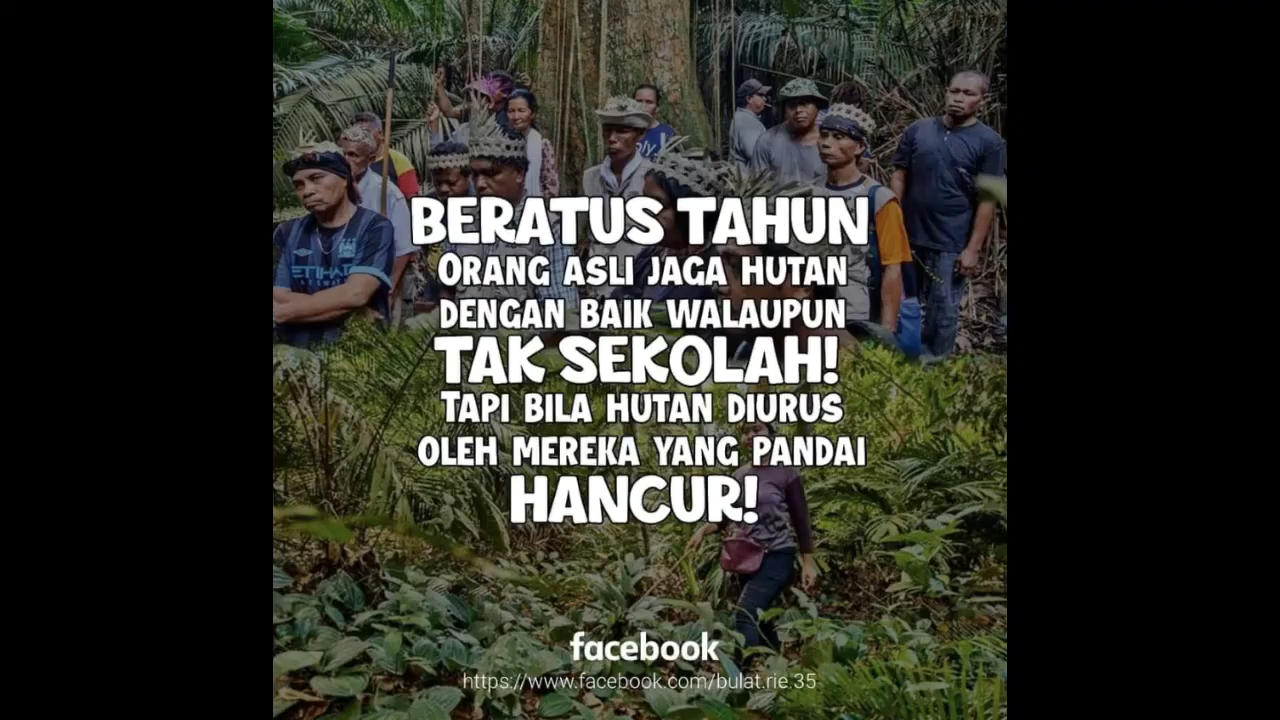 BERATUS TAHUN
ORANG ASLI JAGA HUTAN
DENGAN BAIK WALAUPUN
TAK SEKOLAH!
TAPI BILA HUTAN DIURUS
OLEH MEREKA YANG PANDAI
HANCUR!
facebook
https://www.facebook.com/bulat.rie.35